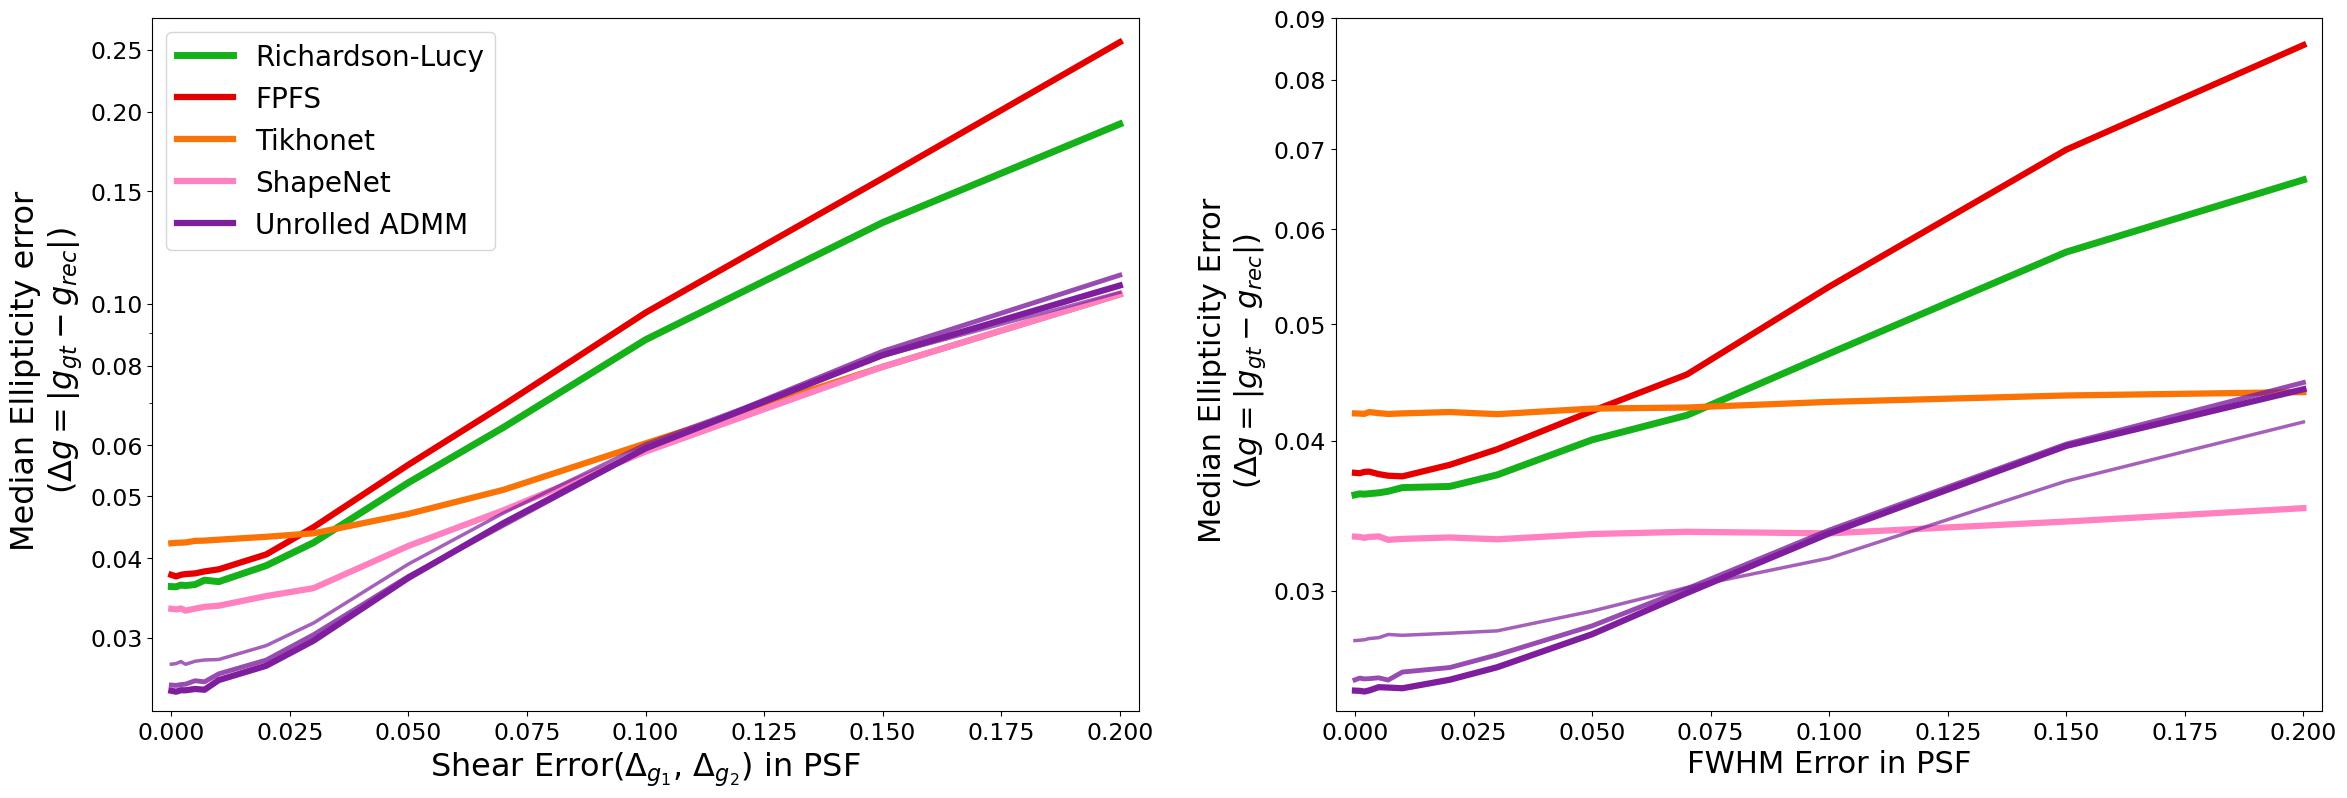 Median Ellipticity error
(Δg = |g_gt − g_rec|)
0.25
0.20
0.15
0.10
0.08
0.06
0.05
0.04
0.03
Richardson-Lucy
FPFS
Tikhonet
ShapeNet
Unrolled ADMM
0.000 0.025 0.050 0.075 0.100 0.125 0.150 0.175 0.200
Shear Error(Δ_g₁, Δ_g₂) in PSF
Median Ellipticity Error
(Δg = |g_gt − g_rec|)
0.09
0.08
0.07
0.06
0.05
0.04
0.03
0.000 0.025 0.050 0.075 0.100 0.125 0.150 0.175 0.200
FWHM Error in PSF